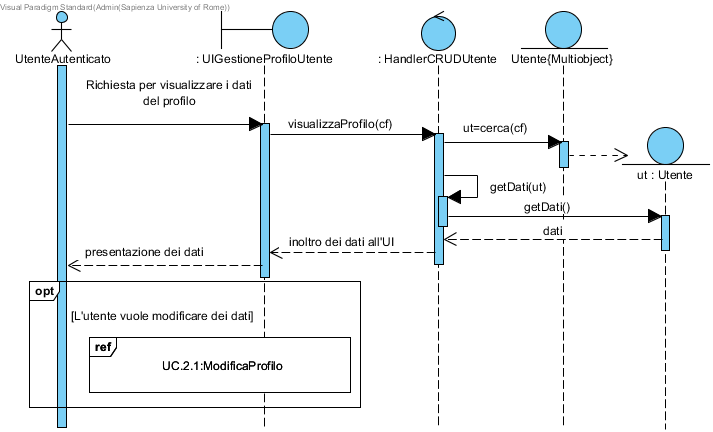 Visual Paradigm Standard(Admin(Sapienza University of Rome))
UtenteAutenticato
: UIGestioneProfiloUtente
: HandlerCRUDUtente
Utente{Multiobject}
Richiesta per visualizzare i dati
del profilo
visualizzaProfilo(cf)
ut=cerca(cf)
ut : Utente
getDati(ut)
getDati()
dati
inoltro dei dati all'UI
presentazione dei dati
opt
[L'utente vuole modificare dei dati]
ref
UC.2.1:ModificaProfilo